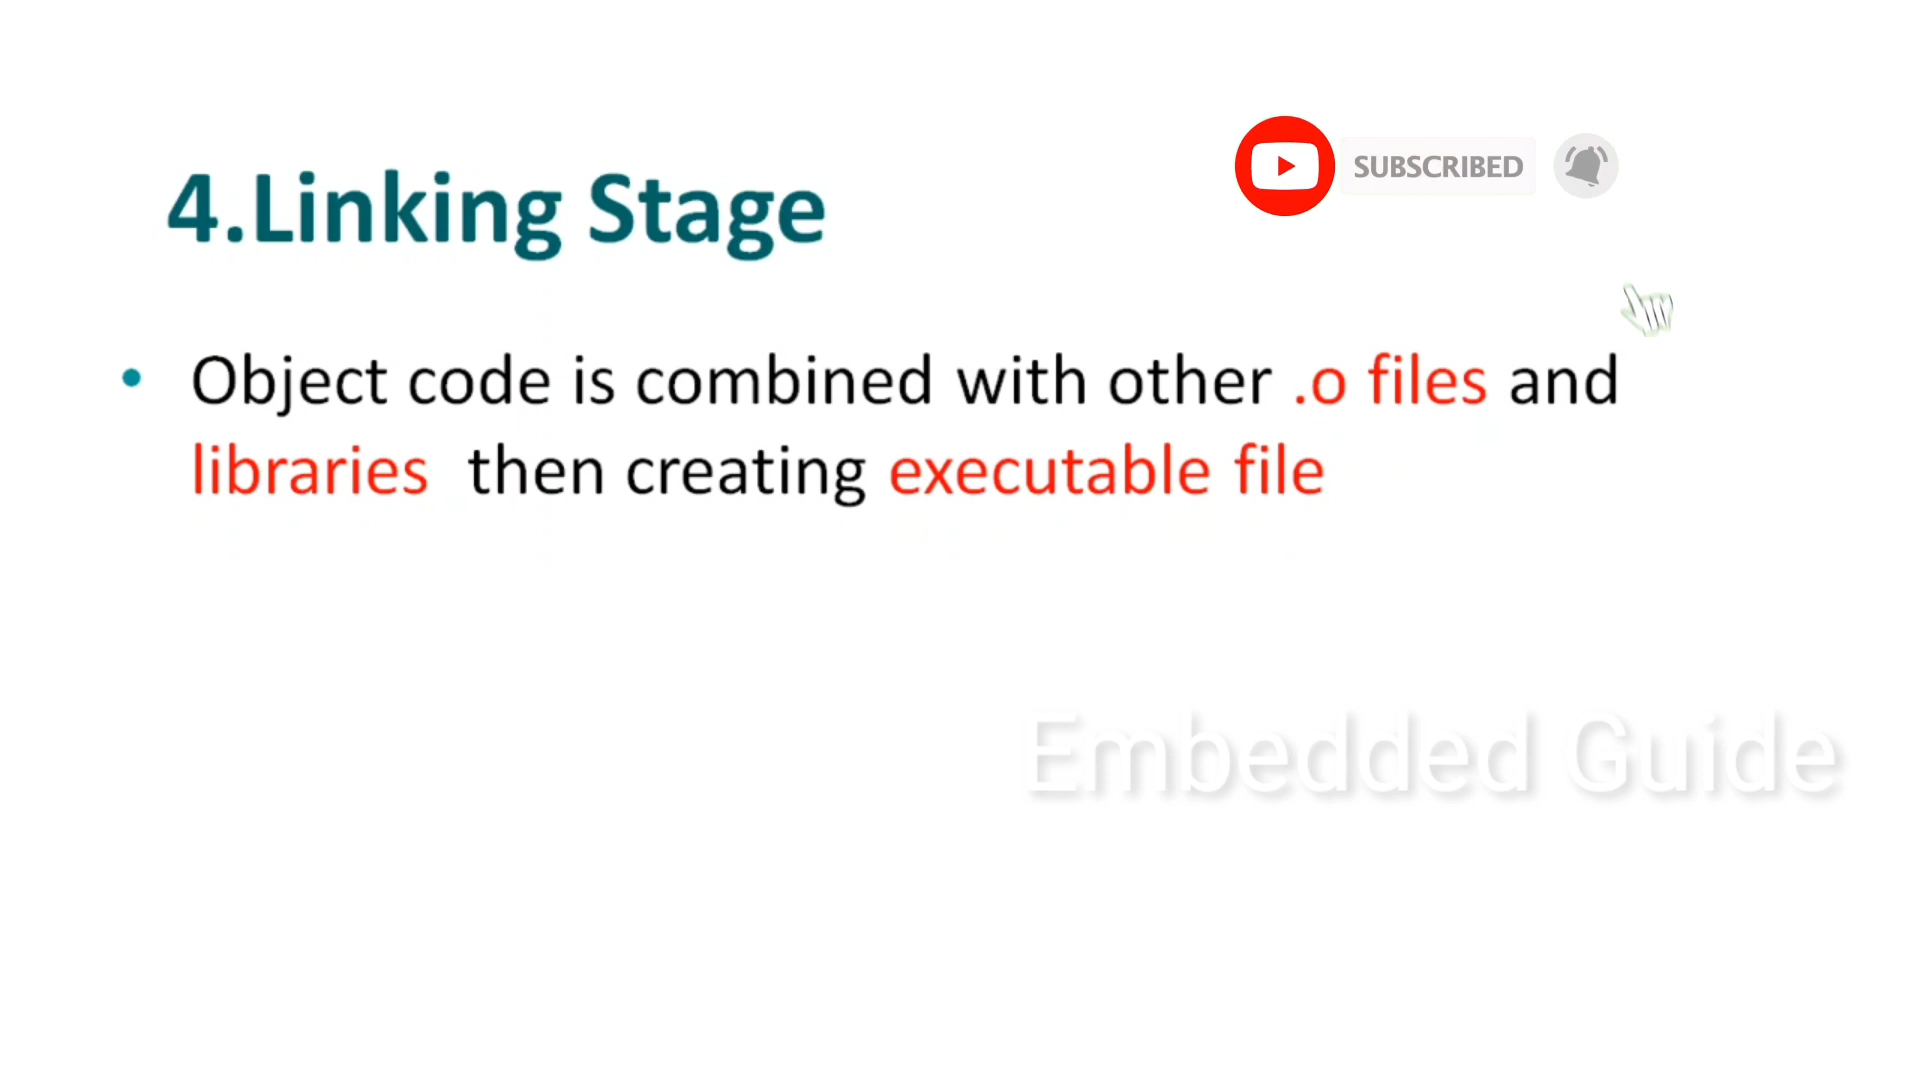 4.Linking Stage
SUBSCRIBED
• Object code is combined with other .o files and
libraries then creating executable file
Embedded Guide